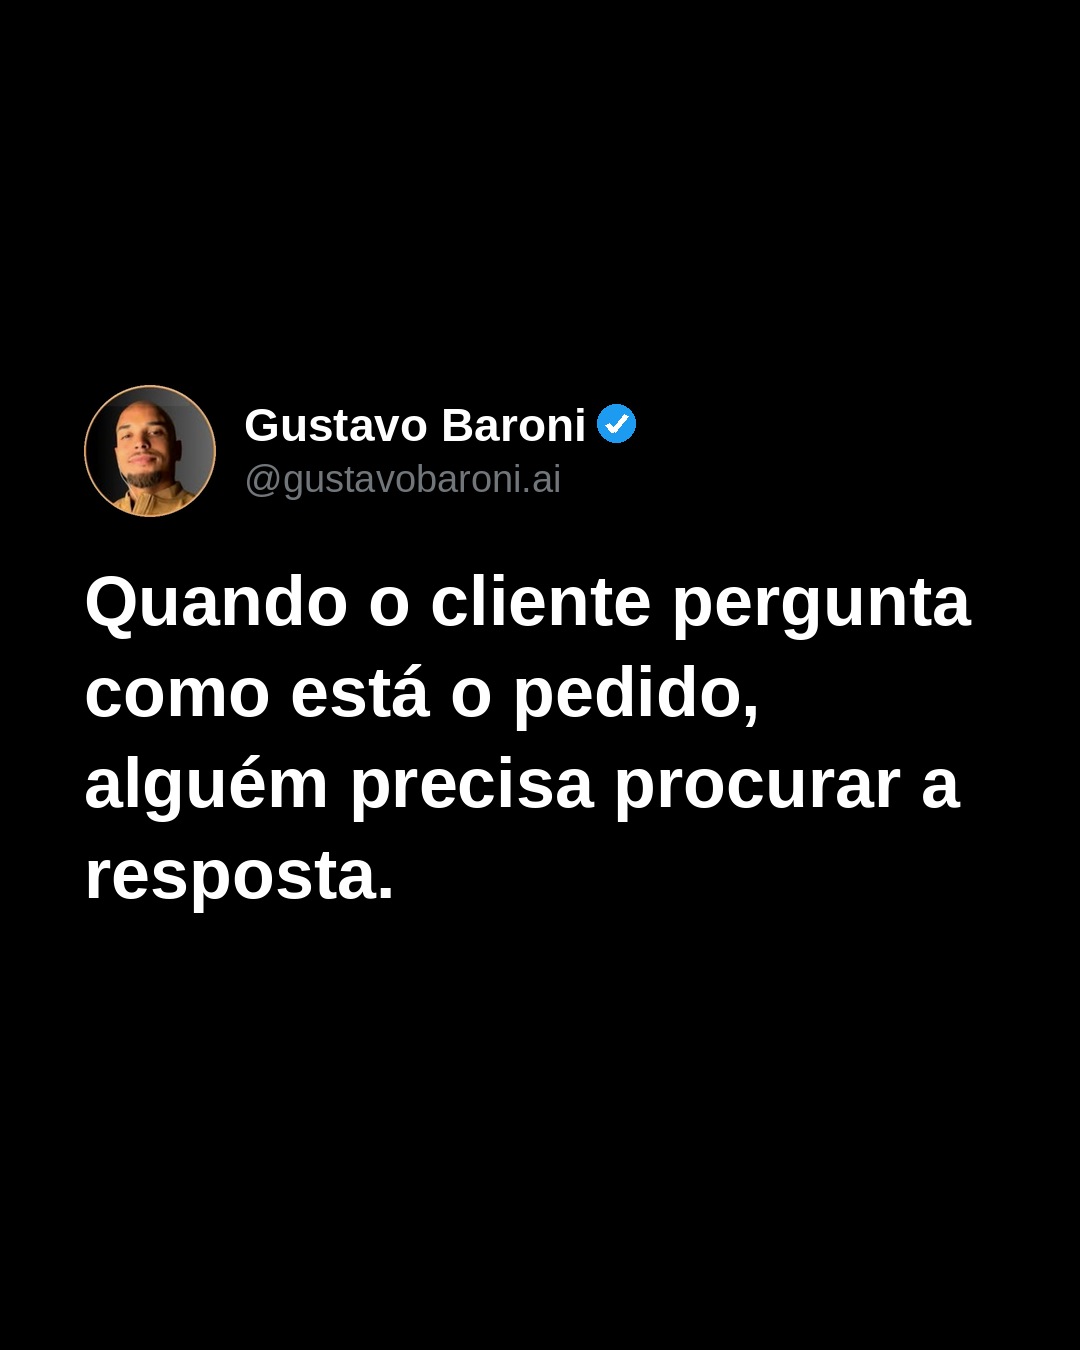 Gustavo Baroni
@gustavobaroni.ai
Quando o cliente pergunta
como está o pedido,
alguém precisa procurar a
resposta.